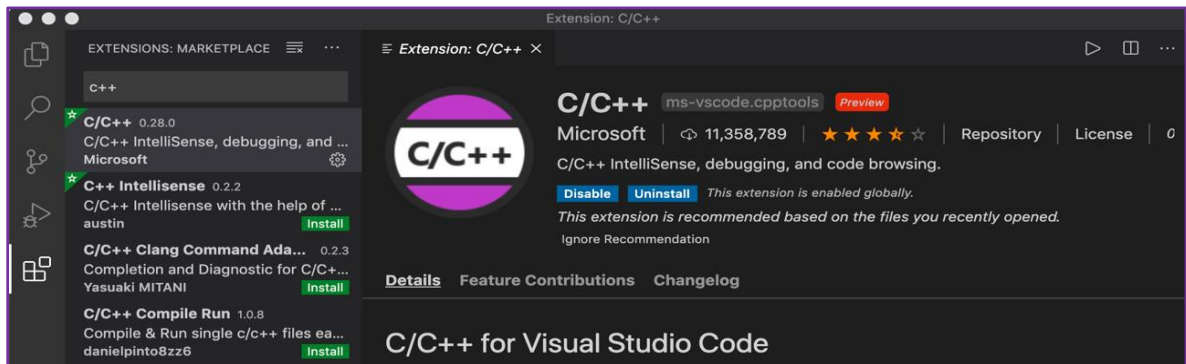 Extension: C/C++
EXTENSIONS: MARKETPLACE
c++
C/C++ 0.28.0
C/C++ IntelliSense, debugging, and ...
Microsoft
C++ Intellisense 0.2.2
C/C++ Intellisense with the help of ...
austin Install
C/C++ Clang Command Ada... 0.2.3
Completion and Diagnostic for C/C+...
Yasuaki MITANI Install
C/C++ Compile Run 1.0.8
Compile & Run single c/c++ files ea...
danielpinto8zz6 Install
Extension: C/C++
C/C++
C/C++ ms-vscode.cpptools Preview
Microsoft 11,358,789 Repository License 0
C/C++ IntelliSense, debugging, and code browsing.
Disable Uninstall This extension is enabled globally.
This extension is recommended based on the files you recently opened.
Ignore Recommendation
Details Feature Contributions Changelog
C/C++ for Visual Studio Code